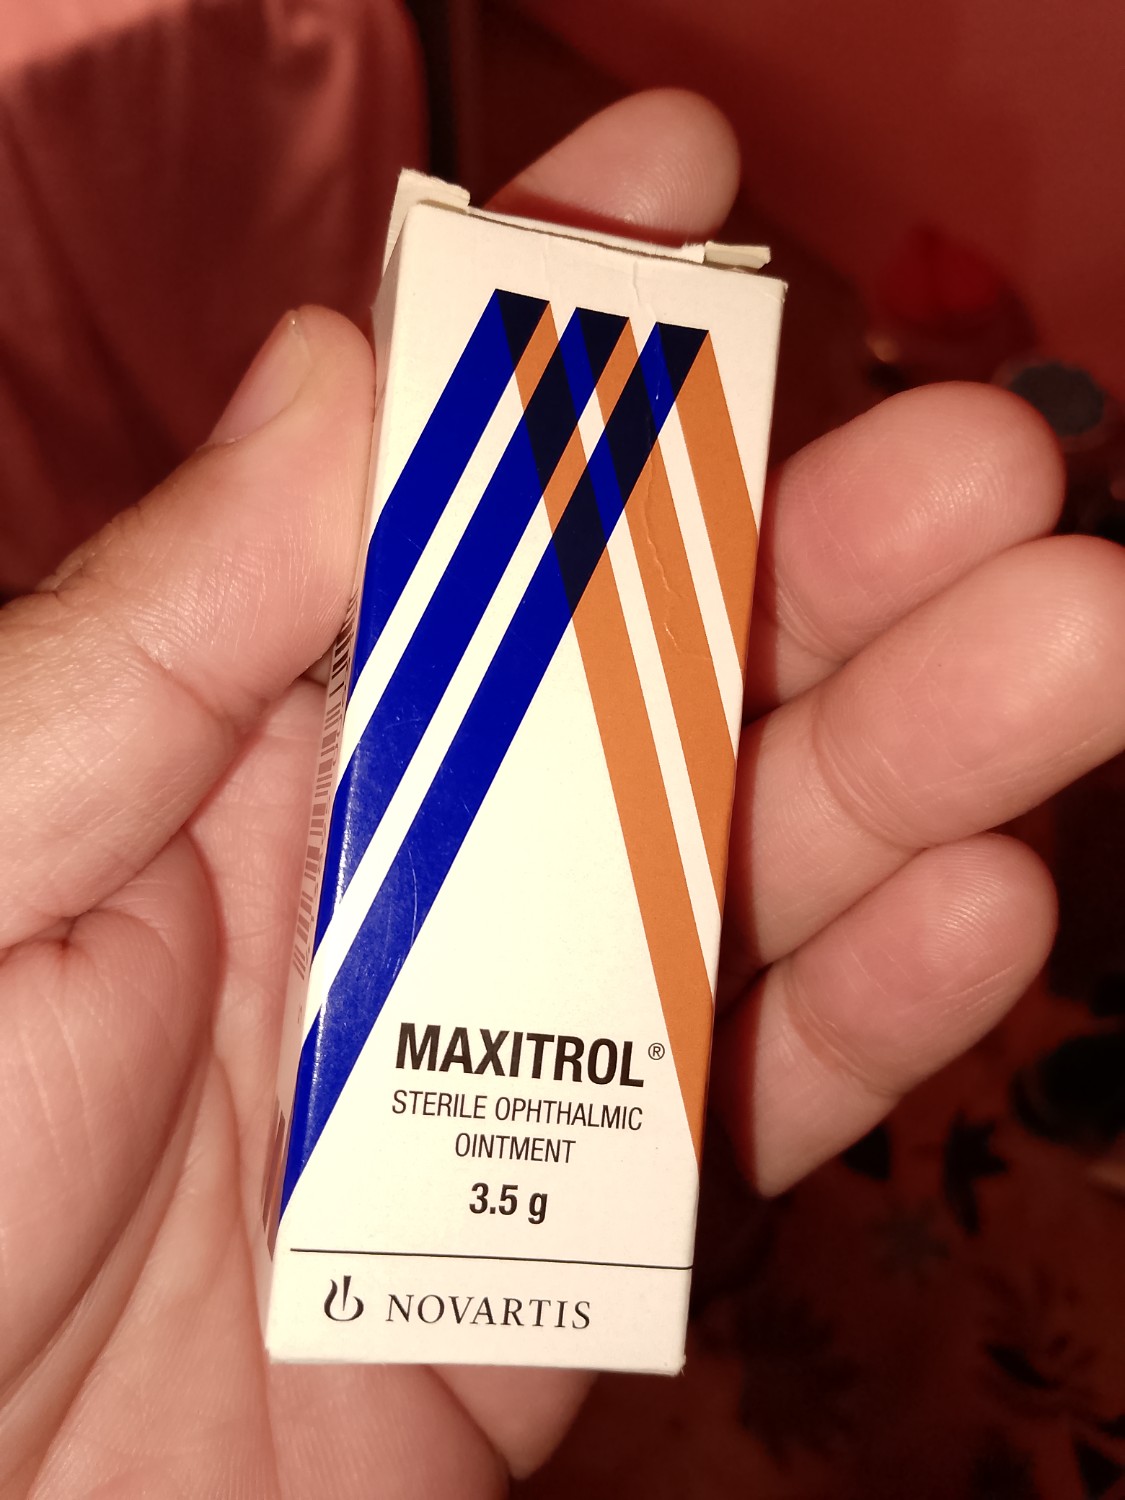 MAXITROL®
STERILE OPHTHALMIC
OINTMENT
3.5 g
NOVARTIS